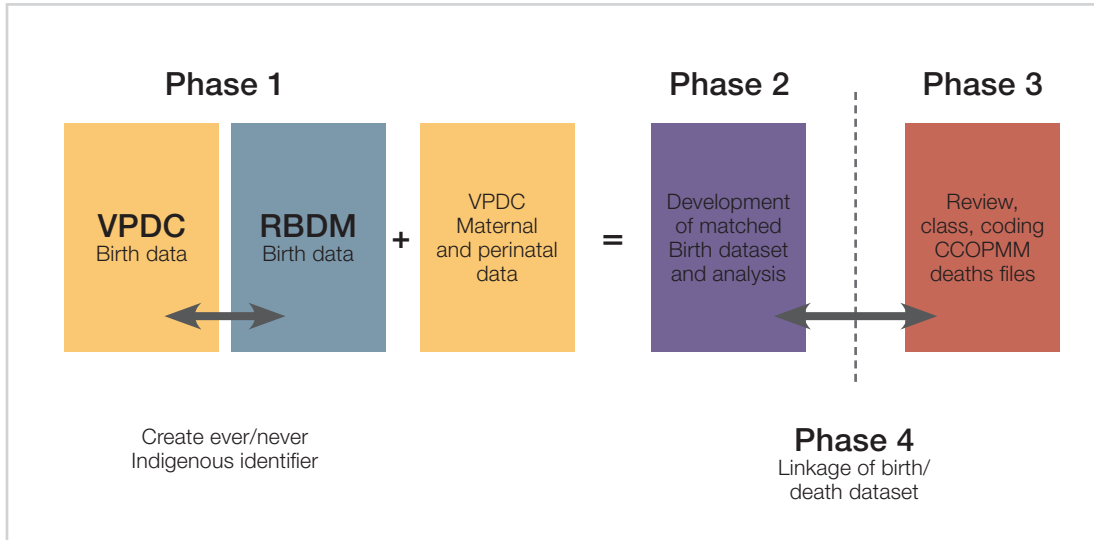 Phase 1
Phase 2
Phase 3
VPDC
Birth data
RBDM
Birth data
+
VPDC
Maternal
and perinatal
data
=
Development
of matched
Birth dataset
and analysis
Review,
class, coding
CCOPMM
deaths files
Create ever/never
Indigenous identifier
Phase 4
Linkage of birth/
death dataset